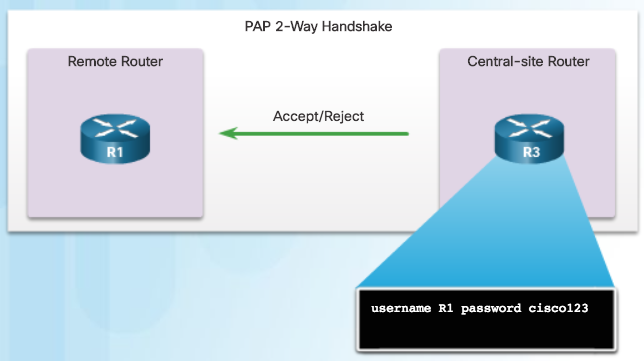 PAP 2-Way Handshake
Remote Router
Central-site Router
Accept/Reject
R1
R3
username R1 password cisco123